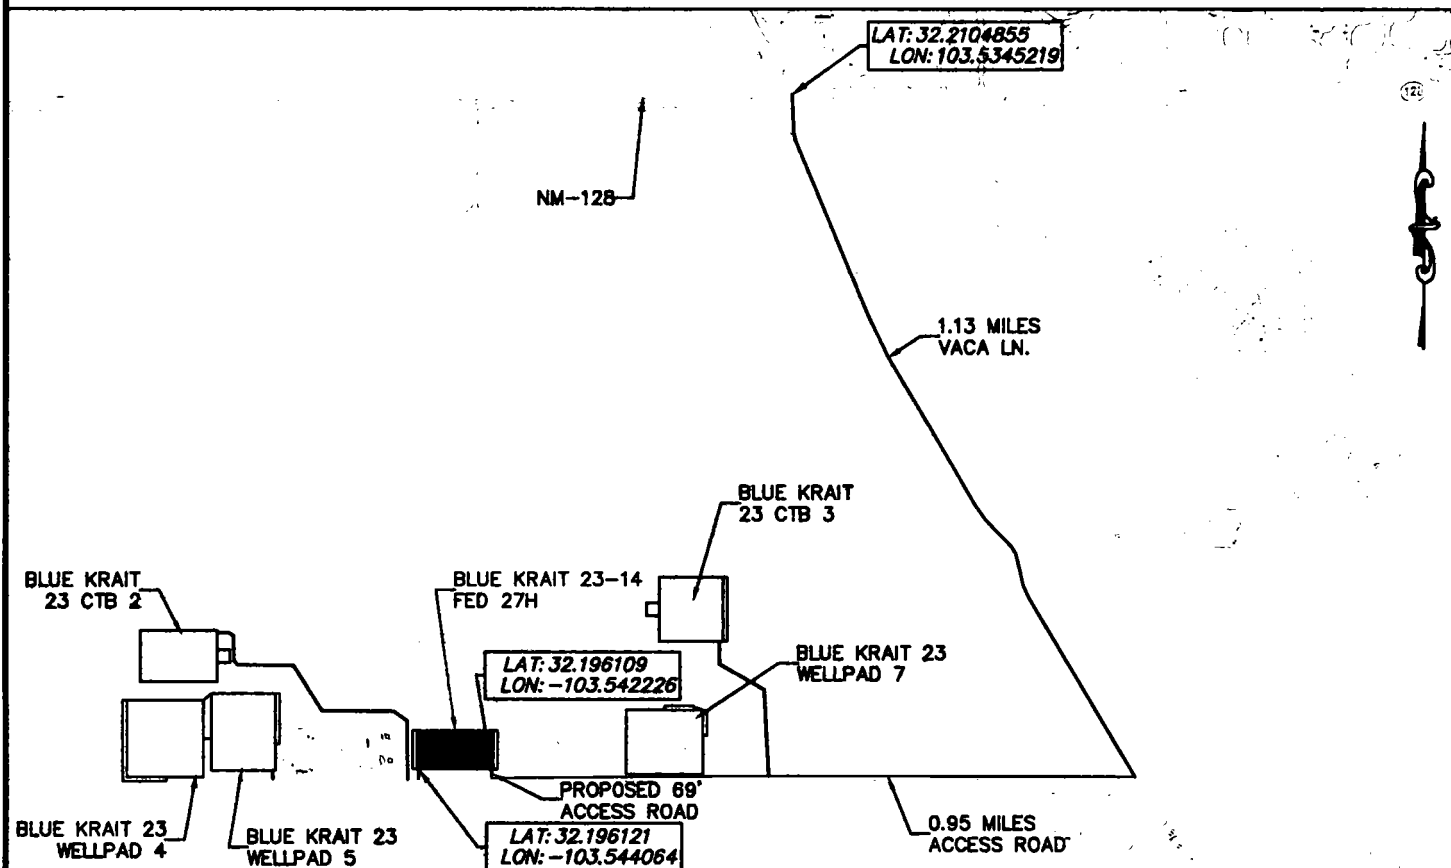 LAT: 32.2104855
LON: 103.5345219
NM-128
1.13 MILES
VACA LN.
BLUE KRAIT
23 CTB 3
BLUE KRAIT
23 CTB 2
BLUE KRAIT 23-14
FED 27H
LAT: 32.196109
LON: -103.542226
BLUE KRAIT 23
WELLPAD 7
PROPOSED 69'
ACCESS ROAD
BLUE KRAIT 23
WELLPAD 4
BLUE KRAIT 23
WELLPAD 5
LAT: 32.196121
LON: -103.544064
0.95 MILES
ACCESS ROAD